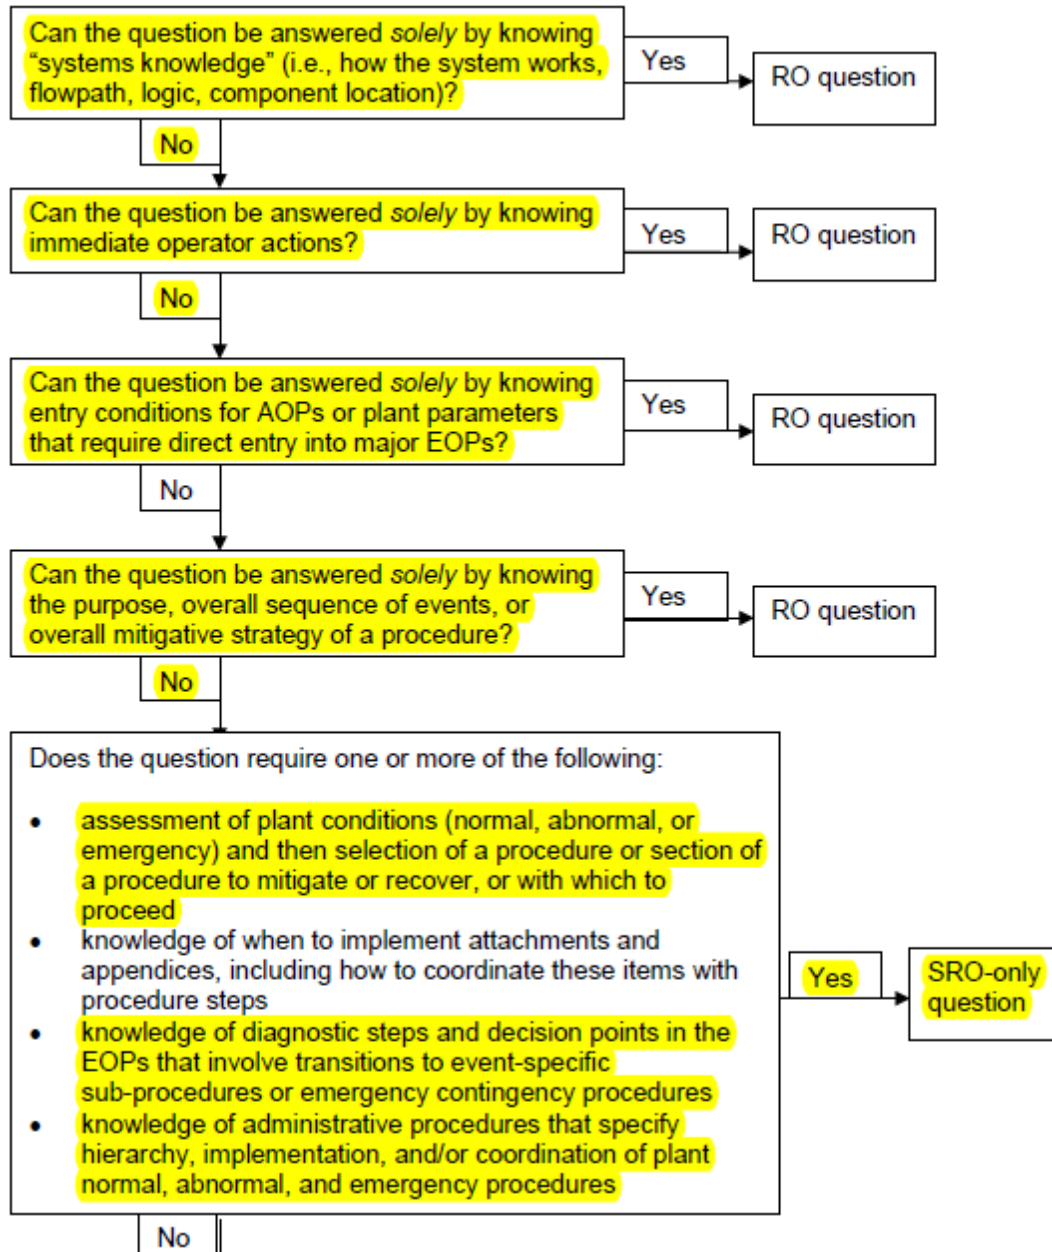 Can the question be answered solely by knowing
“systems knowledge” (i.e., how the system works,
flowpath, logic, component location)?
Yes
RO question
No
Can the question be answered solely by knowing
immediate operator actions?
Yes
RO question
No
Can the question be answered solely by knowing
entry conditions for AOPs or plant parameters
that require direct entry into major EOPs?
Yes
RO question
No
Can the question be answered solely by knowing
the purpose, overall sequence of events, or
overall mitigative strategy of a procedure?
Yes
RO question
No
Does the question require one or more of the following:
• assessment of plant conditions (normal, abnormal, or
emergency) and then selection of a procedure or section of
a procedure to mitigate or recover, or with which to
proceed
• knowledge of when to implement attachments and
appendices, including how to coordinate these items with
procedure steps
• knowledge of diagnostic steps and decision points in the
EOPs that involve transitions to event-specific
sub-procedures or emergency contingency procedures
• knowledge of administrative procedures that specify
hierarchy, implementation, and/or coordination of plant
normal, abnormal, and emergency procedures
Yes
SRO-only
question
No